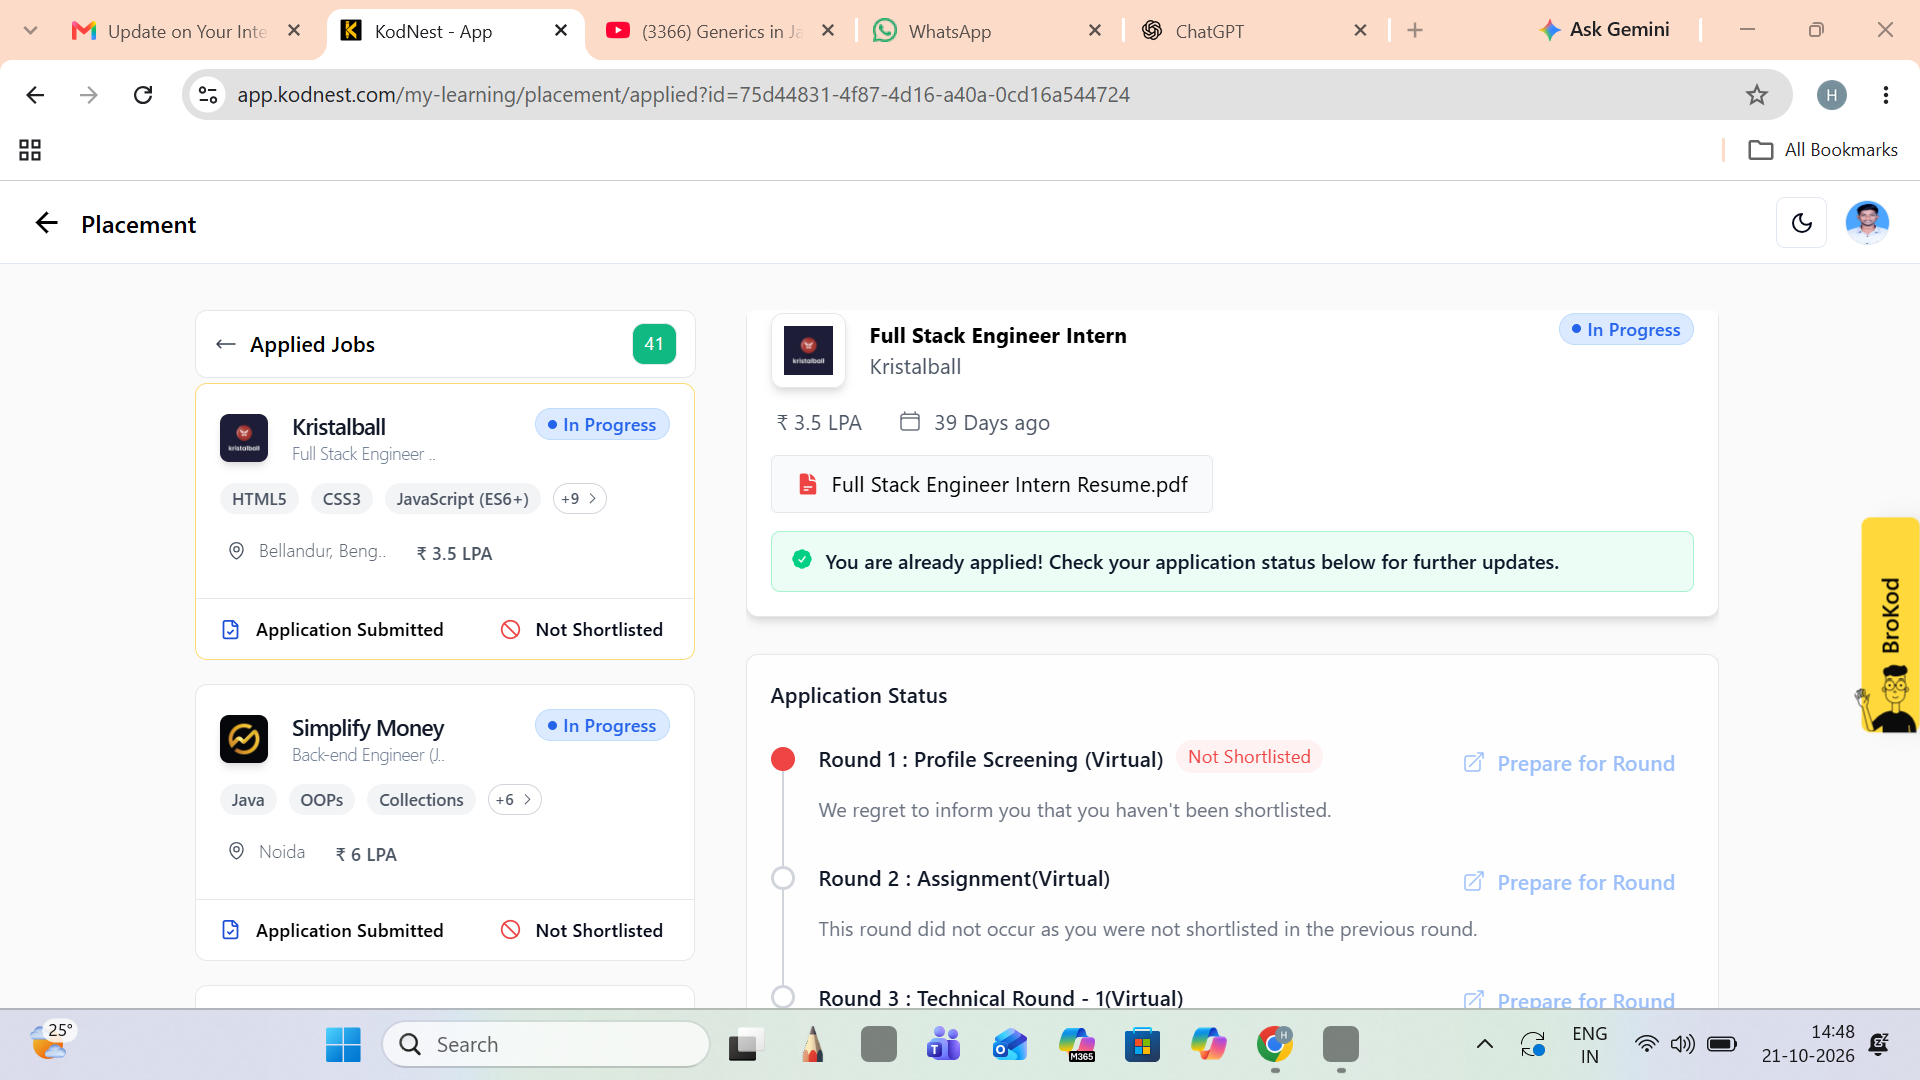 Update on Your Inte
KodNest - App
(3366) Generics in Ja
WhatsApp
ChatGPT
Ask Gemini
app.kodnest.com/my-learning/placement/applied?id=75d44831-4f87-4d16-a40a-0cd16a544724
H
All Bookmarks
Placement
Applied Jobs
41
kristalball
Kristalball
In Progress
Full Stack Engineer ..
HTML5
CSS3
JavaScript (ES6+)
+9
Bellandur, Beng..
₹ 3.5 LPA
Application Submitted
Not Shortlisted
Simplify Money
In Progress
Back-end Engineer (J..
Java
OOPs
Collections
+6
Noida
₹ 6 LPA
Application Submitted
Not Shortlisted
kristalball
Full Stack Engineer Intern
In Progress
Kristalball
₹ 3.5 LPA
39 Days ago
Full Stack Engineer Intern Resume.pdf
You are already applied! Check your application status below for further updates.
Application Status
Round 1 : Profile Screening (Virtual)
Not Shortlisted
Prepare for Round
We regret to inform you that you haven't been shortlisted.
Round 2 : Assignment(Virtual)
Prepare for Round
This round did not occur as you were not shortlisted in the previous round.
Round 3 : Technical Round - 1(Virtual)
Prepare for Round
BroKod
25°
Search
M365
H
ENG
IN
14:48
21-10-2026